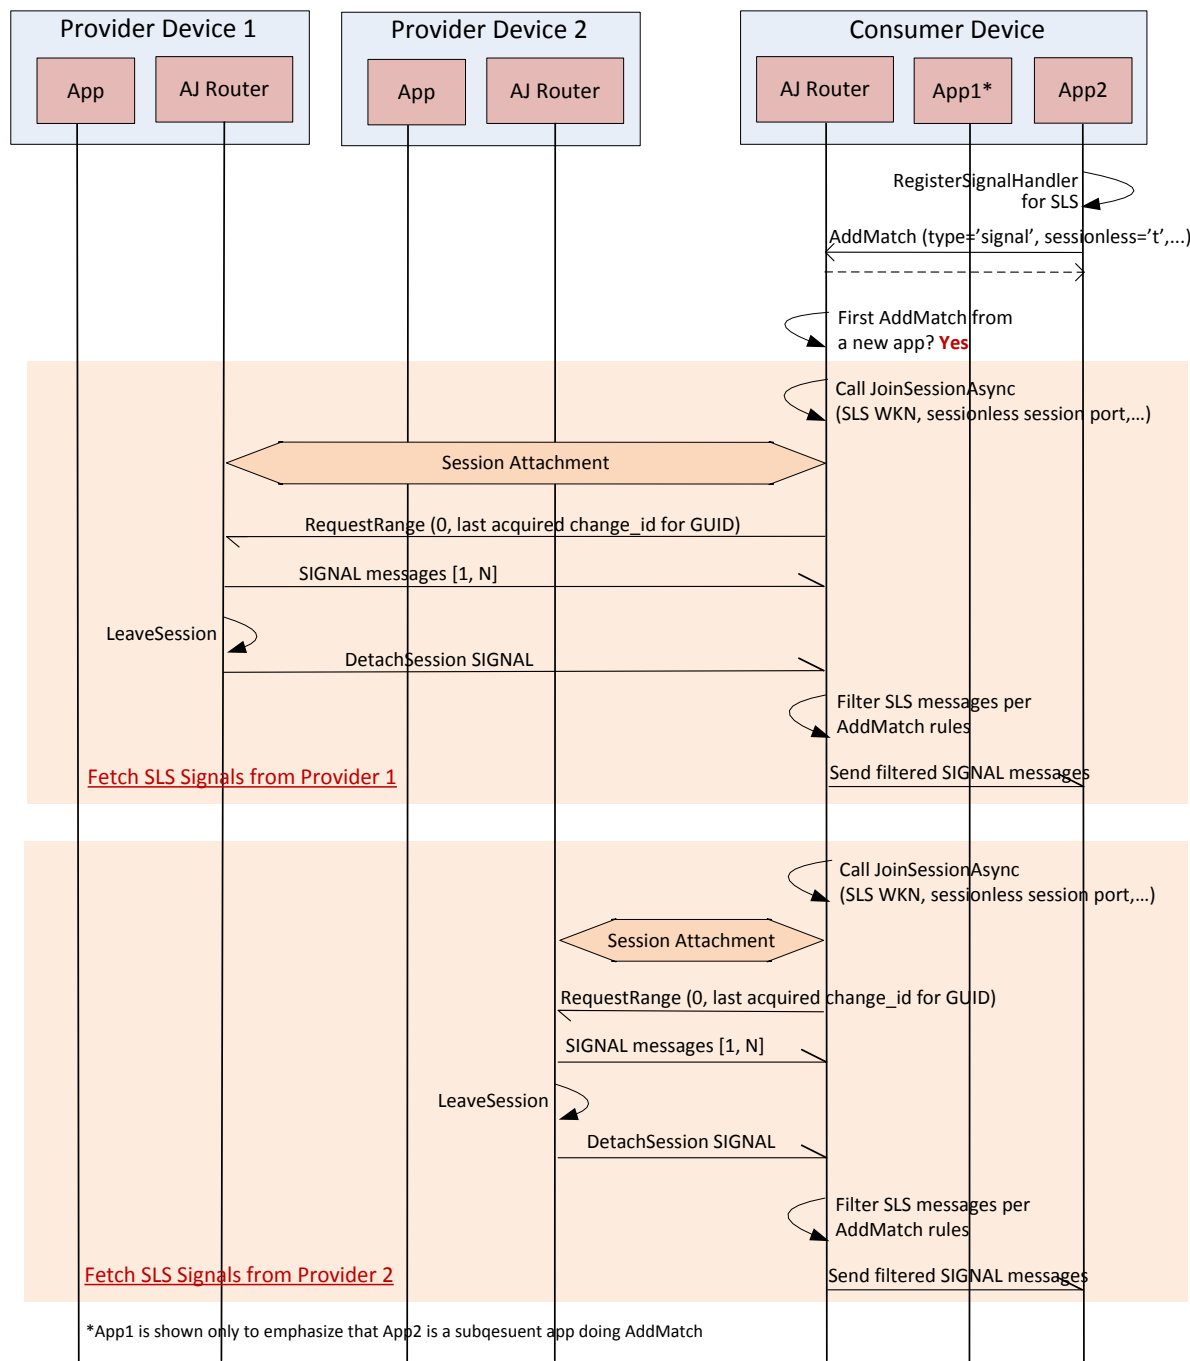 Provider Device 1
Provider Device 2
Consumer Device
App
AJ Router
App
AJ Router
AJ Router
App1*
App2
RegisterSignalHandler
for SLS
AddMatch (type=’signal’, sessionless=’t’,...)
First AddMatch from
a new app? Yes
Call JoinSessionAsync
(SLS WKN, sessionless session port,…)
Session Attachment
RequestRange (0, last acquired change_id for GUID)
SIGNAL messages [1, N]
LeaveSession
DetachSession SIGNAL
Filter SLS messages per
AddMatch rules
Fetch SLS Signals from Provider 1
Send filtered SIGNAL messages
Call JoinSessionAsync
(SLS WKN, sessionless session port,…)
Session Attachment
RequestRange (0, last acquired change_id for GUID)
SIGNAL messages [1, N]
LeaveSession
DetachSession SIGNAL
Filter SLS messages per
AddMatch rules
Fetch SLS Signals from Provider 2
Send filtered SIGNAL messages
*App1 is shown only to emphasize that App2 is a subqesuent app doing AddMatch